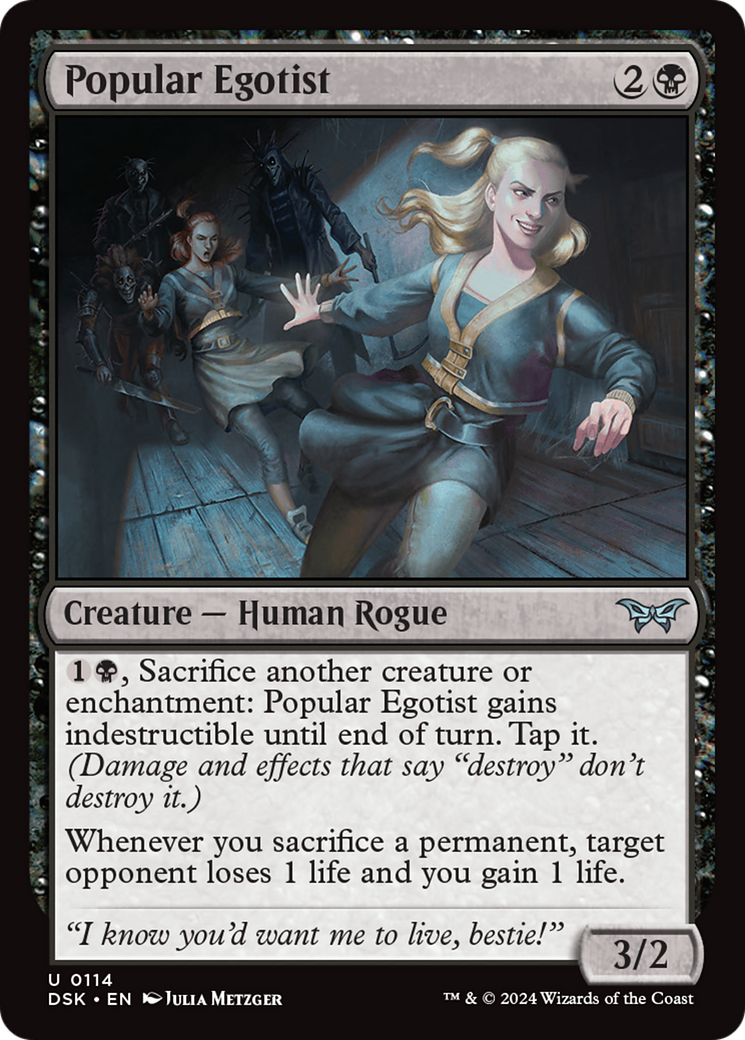 Popular Egotist 2
Creature — Human Rogue
1, Sacrifice another creature or
enchantment: Popular Egotist gains
indestructible until end of turn. Tap it.
(Damage and effects that say “destroy” don’t
destroy it.)
Whenever you sacrifice a permanent, target
opponent loses 1 life and you gain 1 life.
“I know you’d want me to live, bestie!”
3/2
U 0114
DSK • EN Julia Metzger
™ & © 2024 Wizards of the Coast